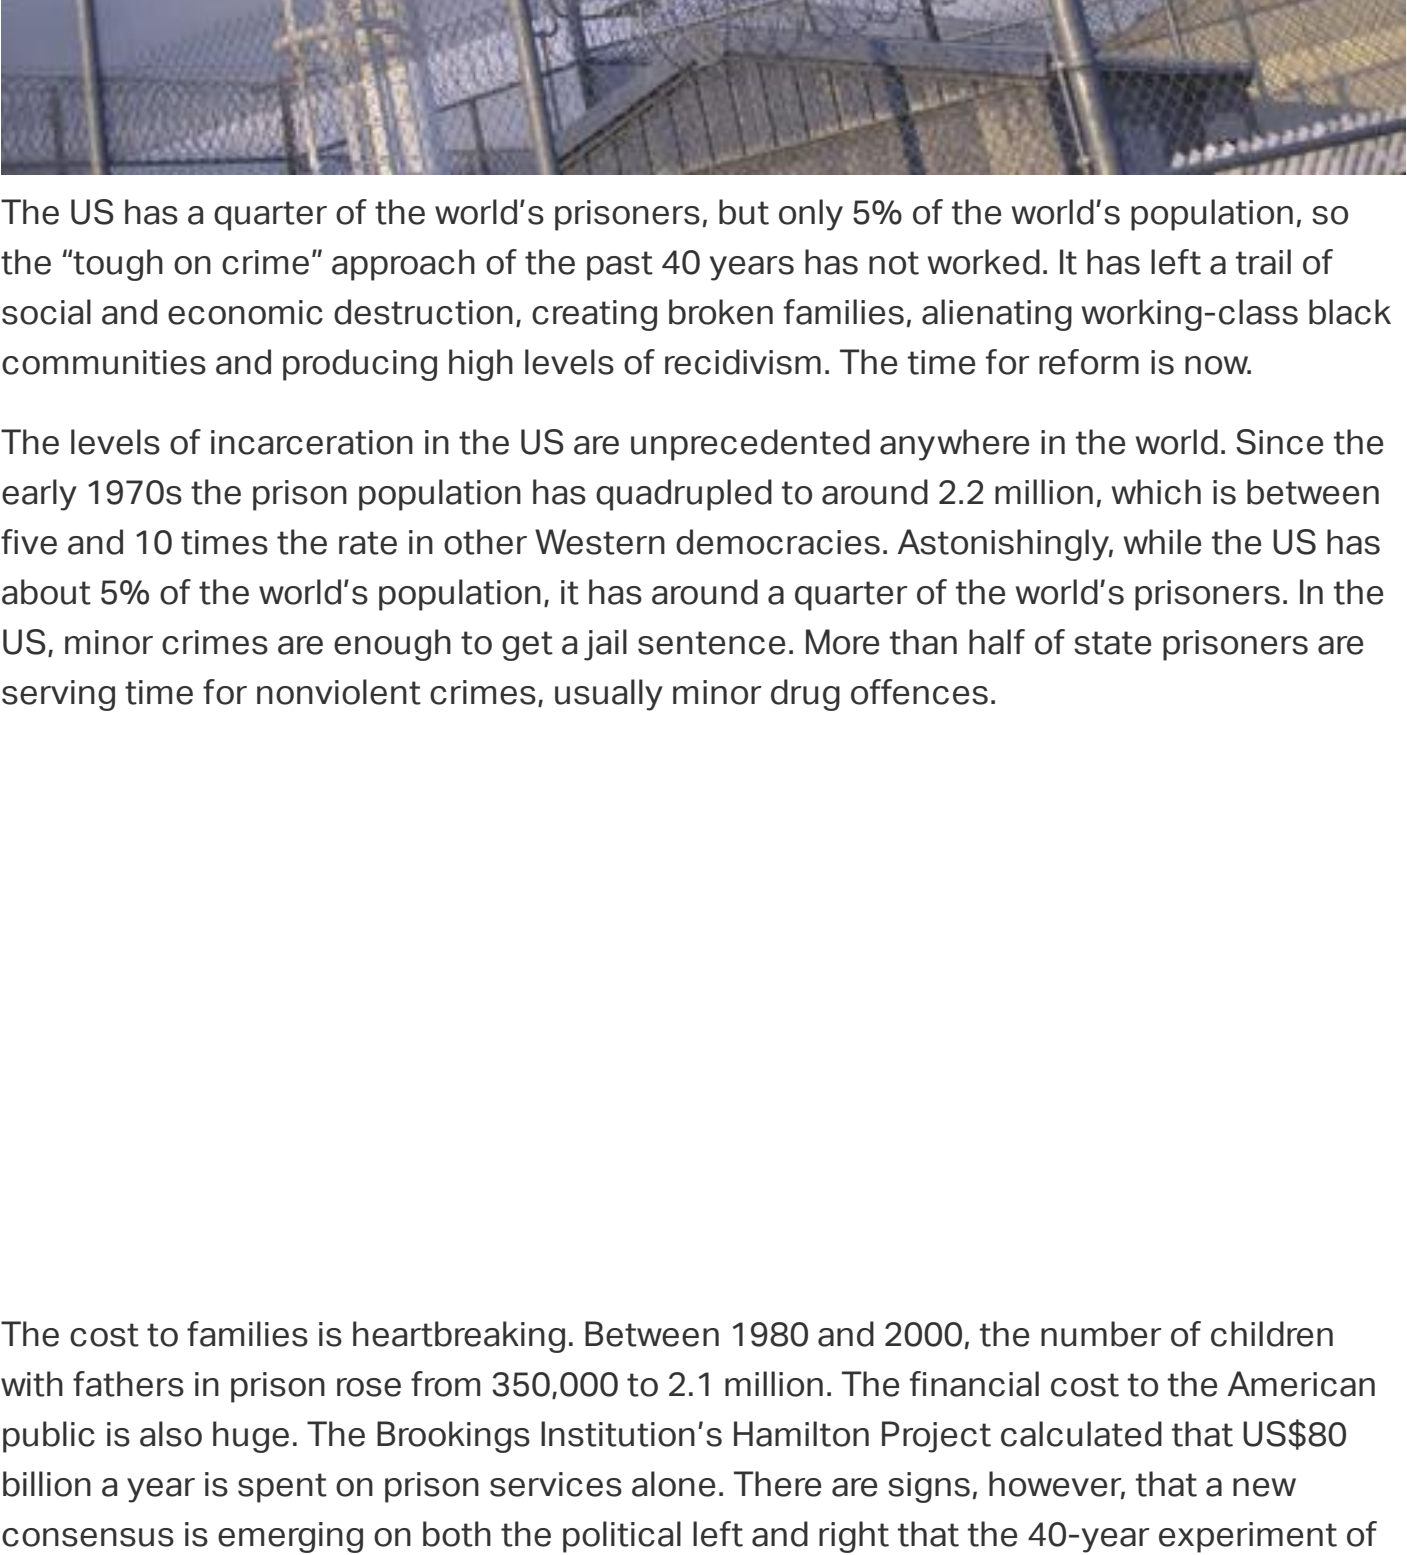 The US has a quarter of the world’s prisoners, but only 5% of the world’s population, so
the “tough on crime” approach of the past 40 years has not worked. It has left a trail of
social and economic destruction, creating broken families, alienating working-class black
communities and producing high levels of recidivism. The time for reform is now.
The levels of incarceration in the US are unprecedented anywhere in the world. Since the
early 1970s the prison population has quadrupled to around 2.2 million, which is between
five and 10 times the rate in other Western democracies. Astonishingly, while the US has
about 5% of the world’s population, it has around a quarter of the world’s prisoners. In the
US, minor crimes are enough to get a jail sentence. More than half of state prisoners are
serving time for nonviolent crimes, usually minor drug offences.
The cost to families is heartbreaking. Between 1980 and 2000, the number of children
with fathers in prison rose from 350,000 to 2.1 million. The financial cost to the American
public is also huge. The Brookings Institution’s Hamilton Project calculated that US$80
billion a year is spent on prison services alone. There are signs, however, that a new
consensus is emerging on both the political left and right that the 40-year experiment of